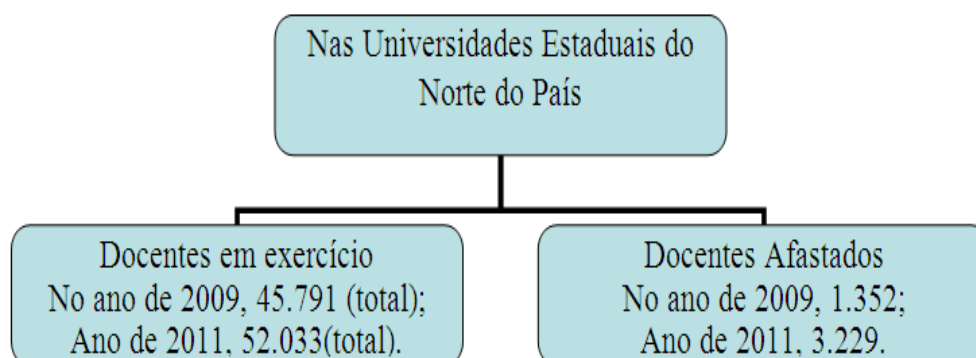 Nas Universidades Estaduais do
Norte do País
Docentes em exercício
No ano de 2009, 45.791 (total);
Ano de 2011, 52.033(total).
Docentes Afastados
No ano de 2009, 1.352;
Ano de 2011, 3.229.